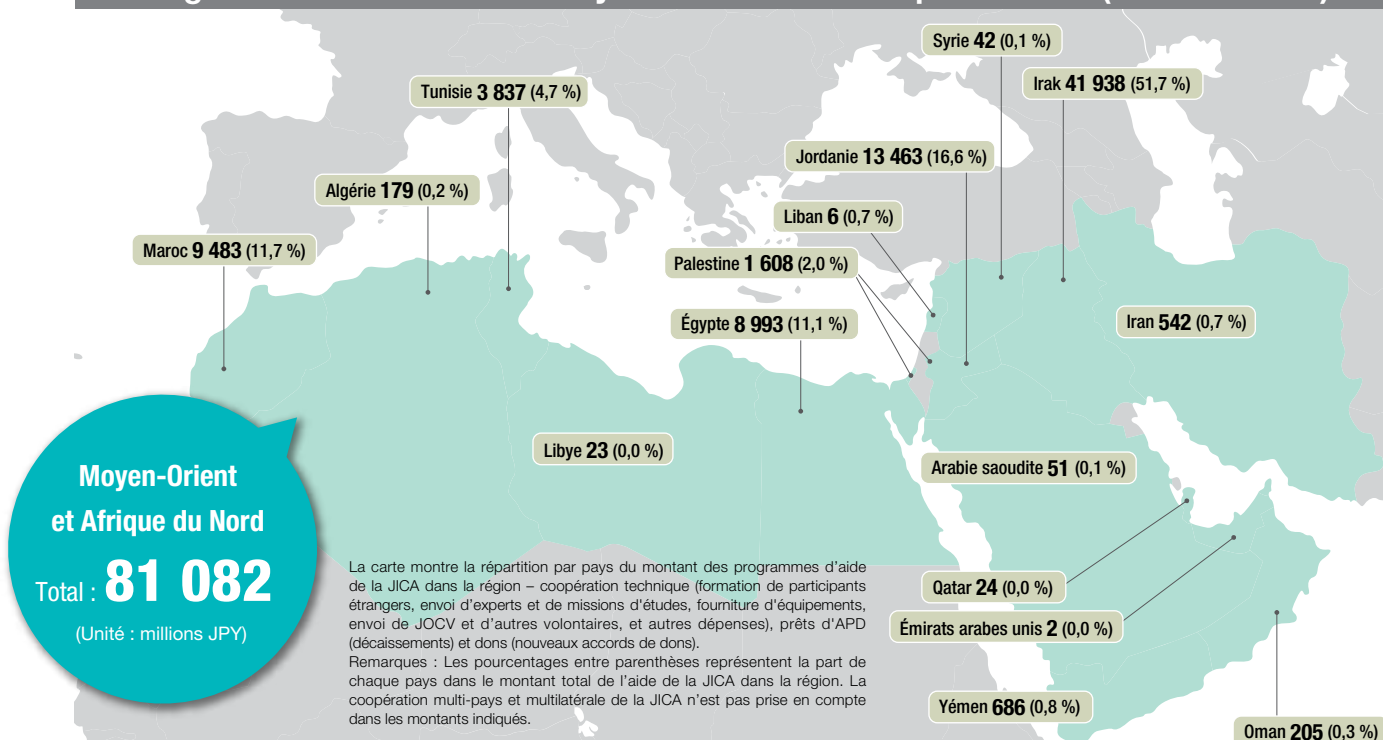 Syrie 42 (0,1 %)
Tunisie 3 837 (4,7 %)
Irak 41 938 (51,7 %)
Jordanie 13 463 (16,6 %)
Algérie 179 (0,2 %)
Liban 6 (0,7 %)
Maroc 9 483 (11,7 %)
Palestine 1 608 (2,0 %)
Égypte 8 993 (11,1 %)
Iran 542 (0,7 %)
Libye 23 (0,0 %)
Arabie saoudite 51 (0,1 %)
Qatar 24 (0,0 %)
Émirats arabes unis 2 (0,0 %)
Yémen 686 (0,8 %)
Oman 205 (0,3 %)
Moyen-Orient
et Afrique du Nord
Total : 81 082
(Unité : millions JPY)
La carte montre la répartition par pays du montant des programmes d'aide
de la JICA dans la région – coopération technique (formation de participants
étrangers, envoi d'experts et de missions d'études, fourniture d'équipements,
envoi de JOCV et d'autres volontaires, et autres dépenses), prêts d'APD
(décaissements) et dons (nouveaux accords de dons).
Remarques : Les pourcentages entre parenthèses représentent la part de
chaque pays dans le montant total de l'aide de la JICA dans la région. La
coopération multi-pays et multilatérale de la JICA n'est pas prise en compte
dans les montants indiqués.